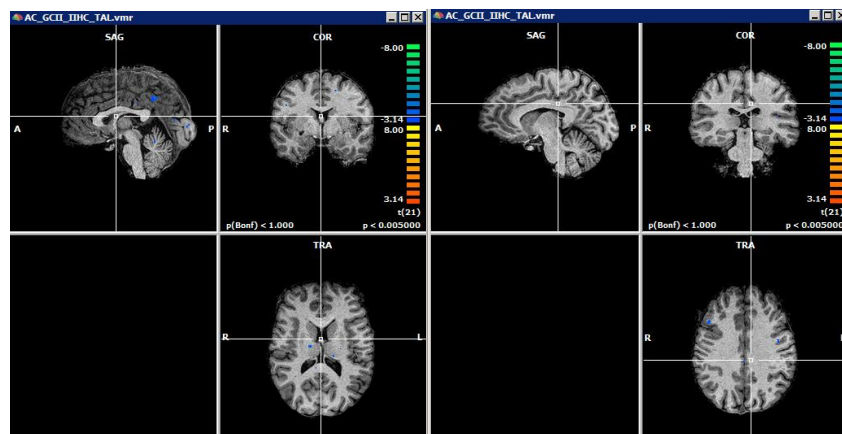 AC_GCII_IIHC_TAL.vmr
SAG
A
P
COR
R
-8.00
-3.14
8.00
3.14
t(21)
p(Bonf) < 1.000
p < 0.005000
TRA
R
L
AC_GCII_IIHC_TAL.vmr
SAG
A
P
COR
R
-8.00
-3.14
8.00
3.14
t(21)
p(Bonf) < 1.000
p < 0.005000
TRA
R